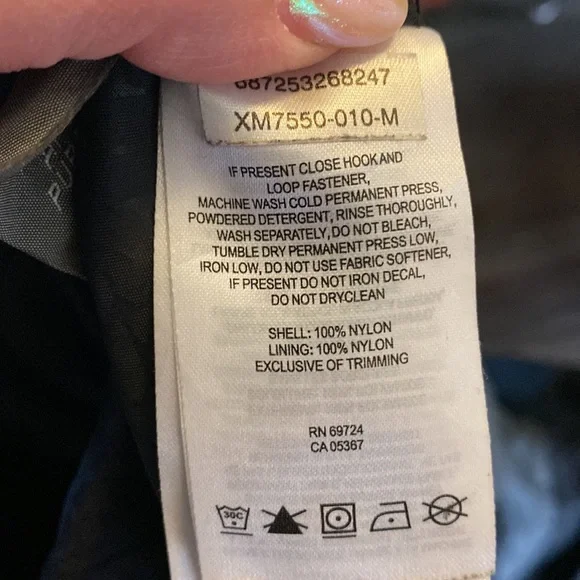 687253268247
XM7550-010-M
IF PRESENT CLOSE HOOK AND
LOOP FASTENER,
MACHINE WASH COLD PERMANENT PRESS,
POWDERED DETERGENT, RINSE THOROUGHLY,
WASH SEPARATELY, DO NOT BLEACH,
TUMBLE DRY PERMANENT PRESS LOW,
IRON LOW, DO NOT USE FABRIC SOFTENER,
IF PRESENT DO NOT IRON DECAL,
DO NOT DRYCLEAN
SHELL: 100% NYLON
LINING: 100% NYLON
EXCLUSIVE OF TRIMMING
RN 69724
CA 05367
30C